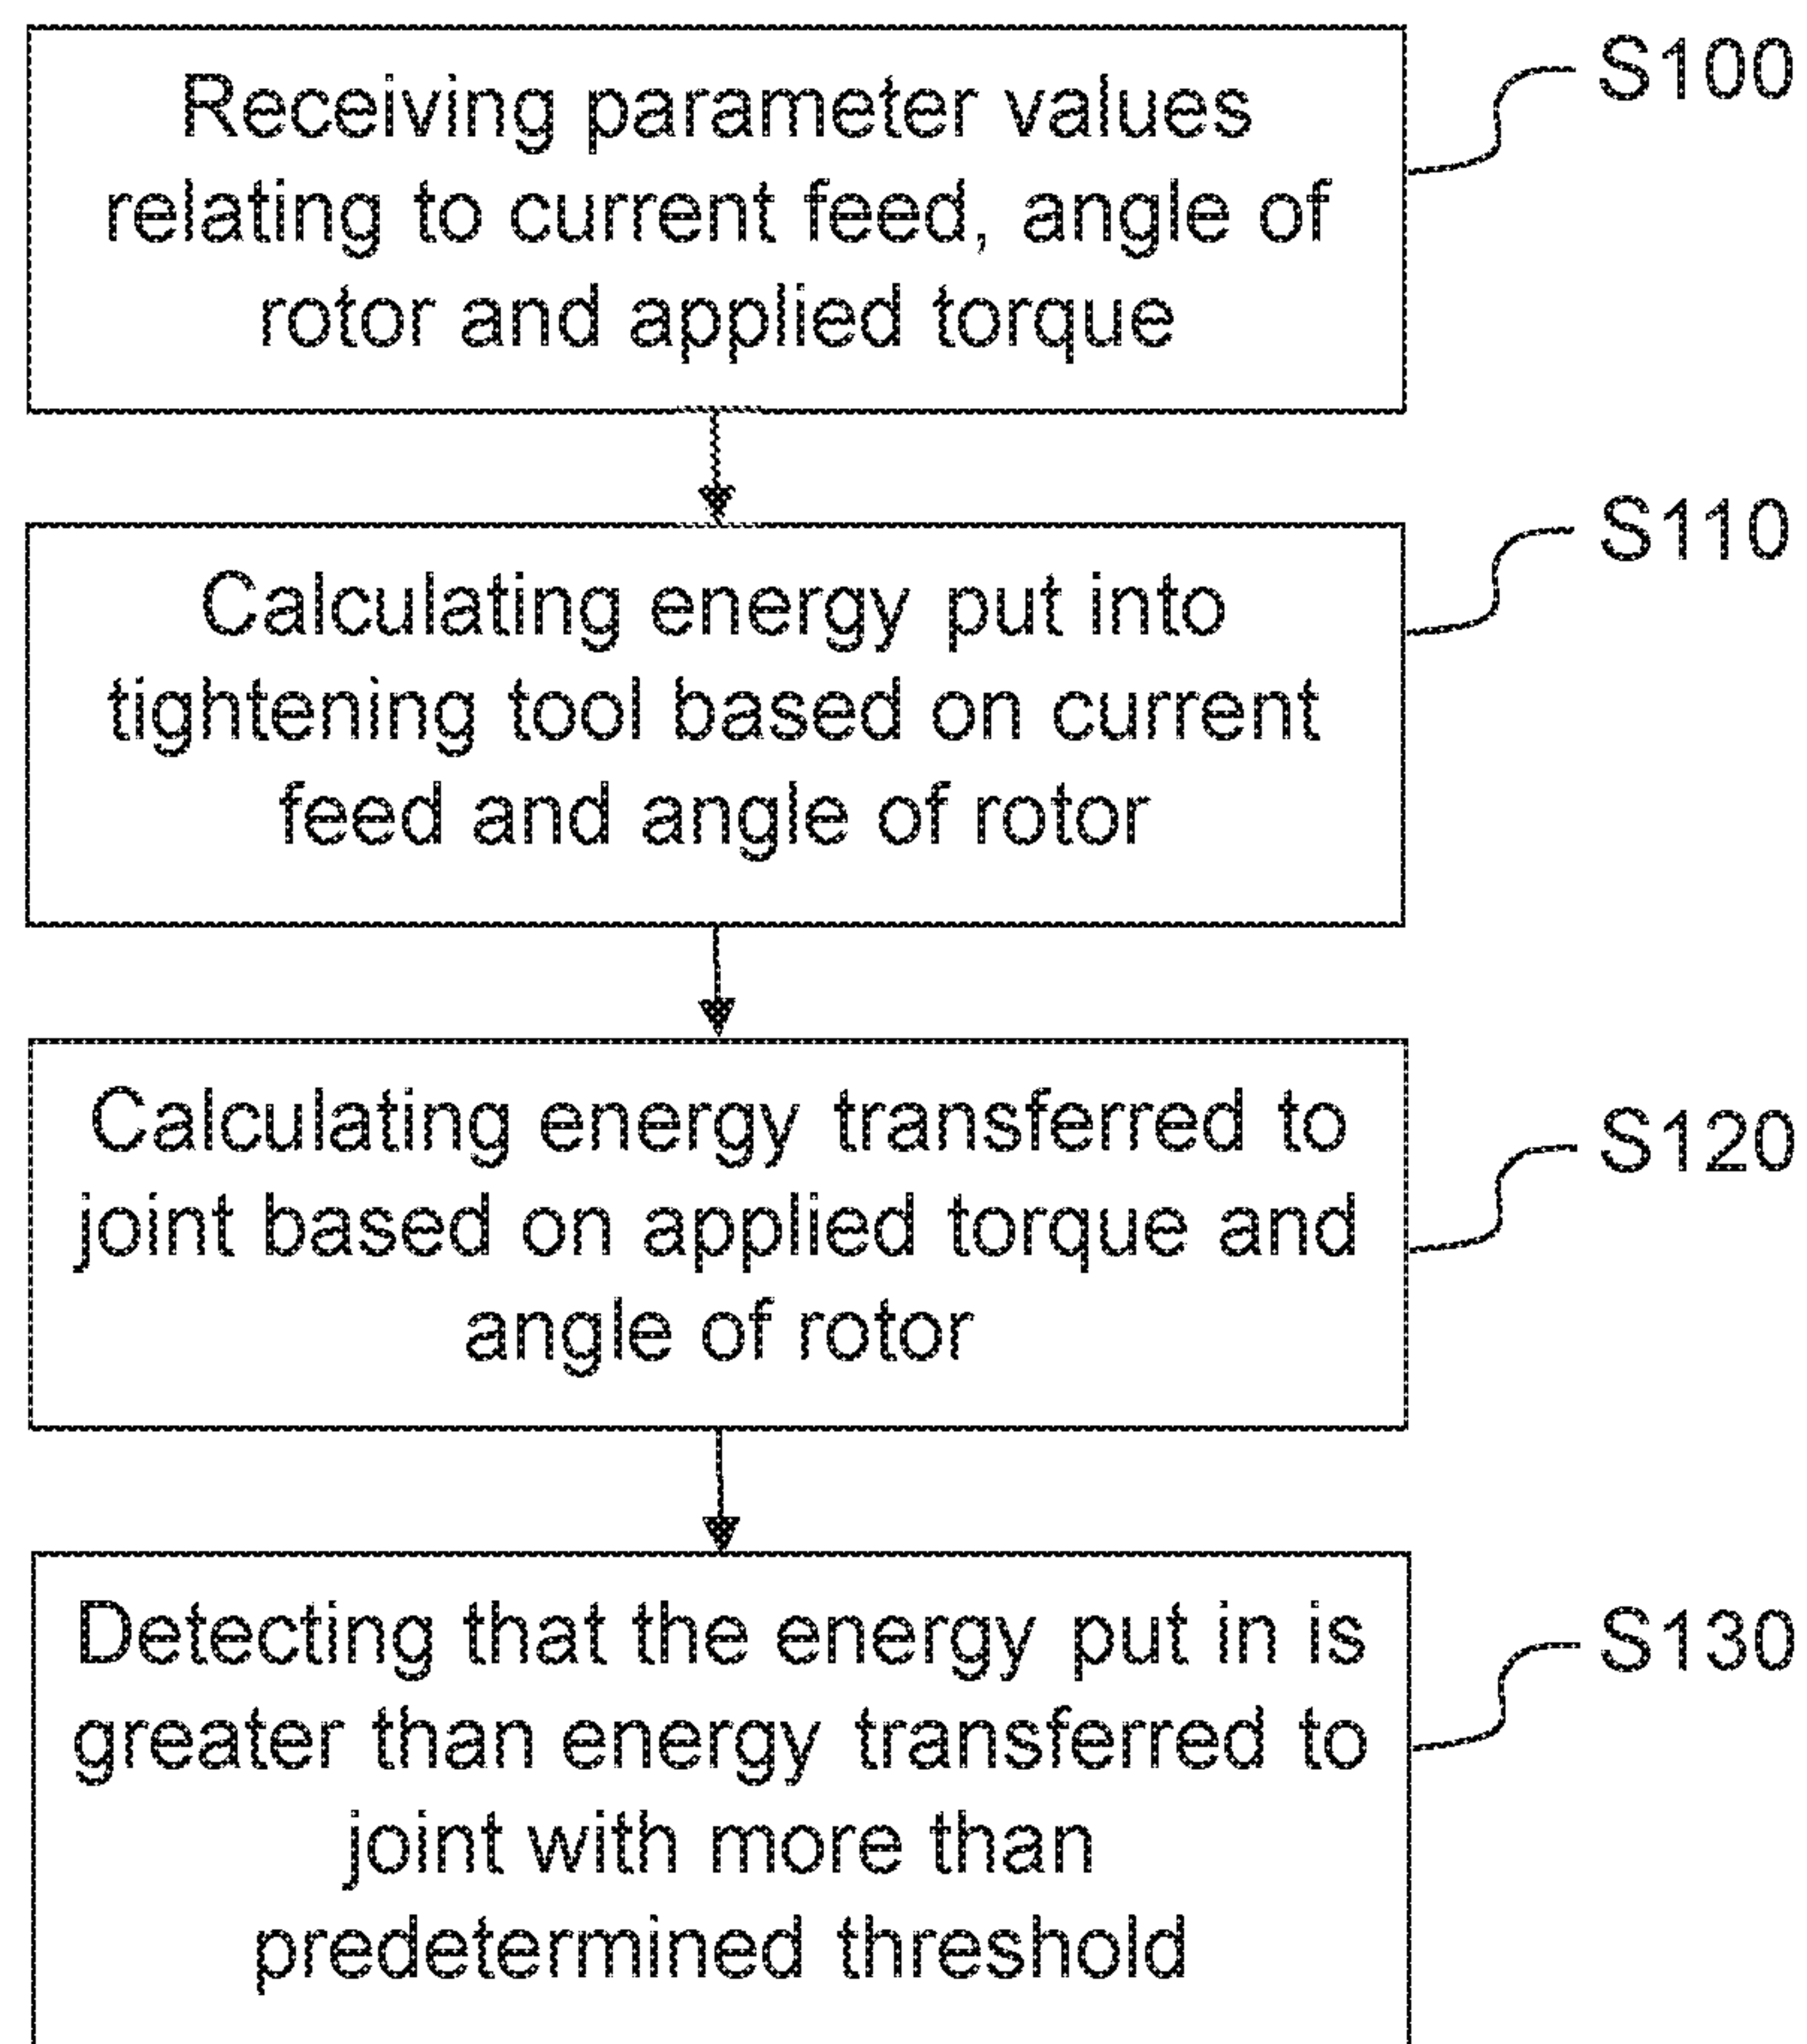 Receiving parameter values
relating to current feed, angle of
rotor and applied torque
S100
Calculating energy put into
tightening tool based on current
feed and angle of rotor
S110
Calculating energy transferred to
joint based on applied torque and
angle of rotor
S120
Detecting that the energy put in is
greater than energy transferred to
joint with more than
predetermined threshold
S130